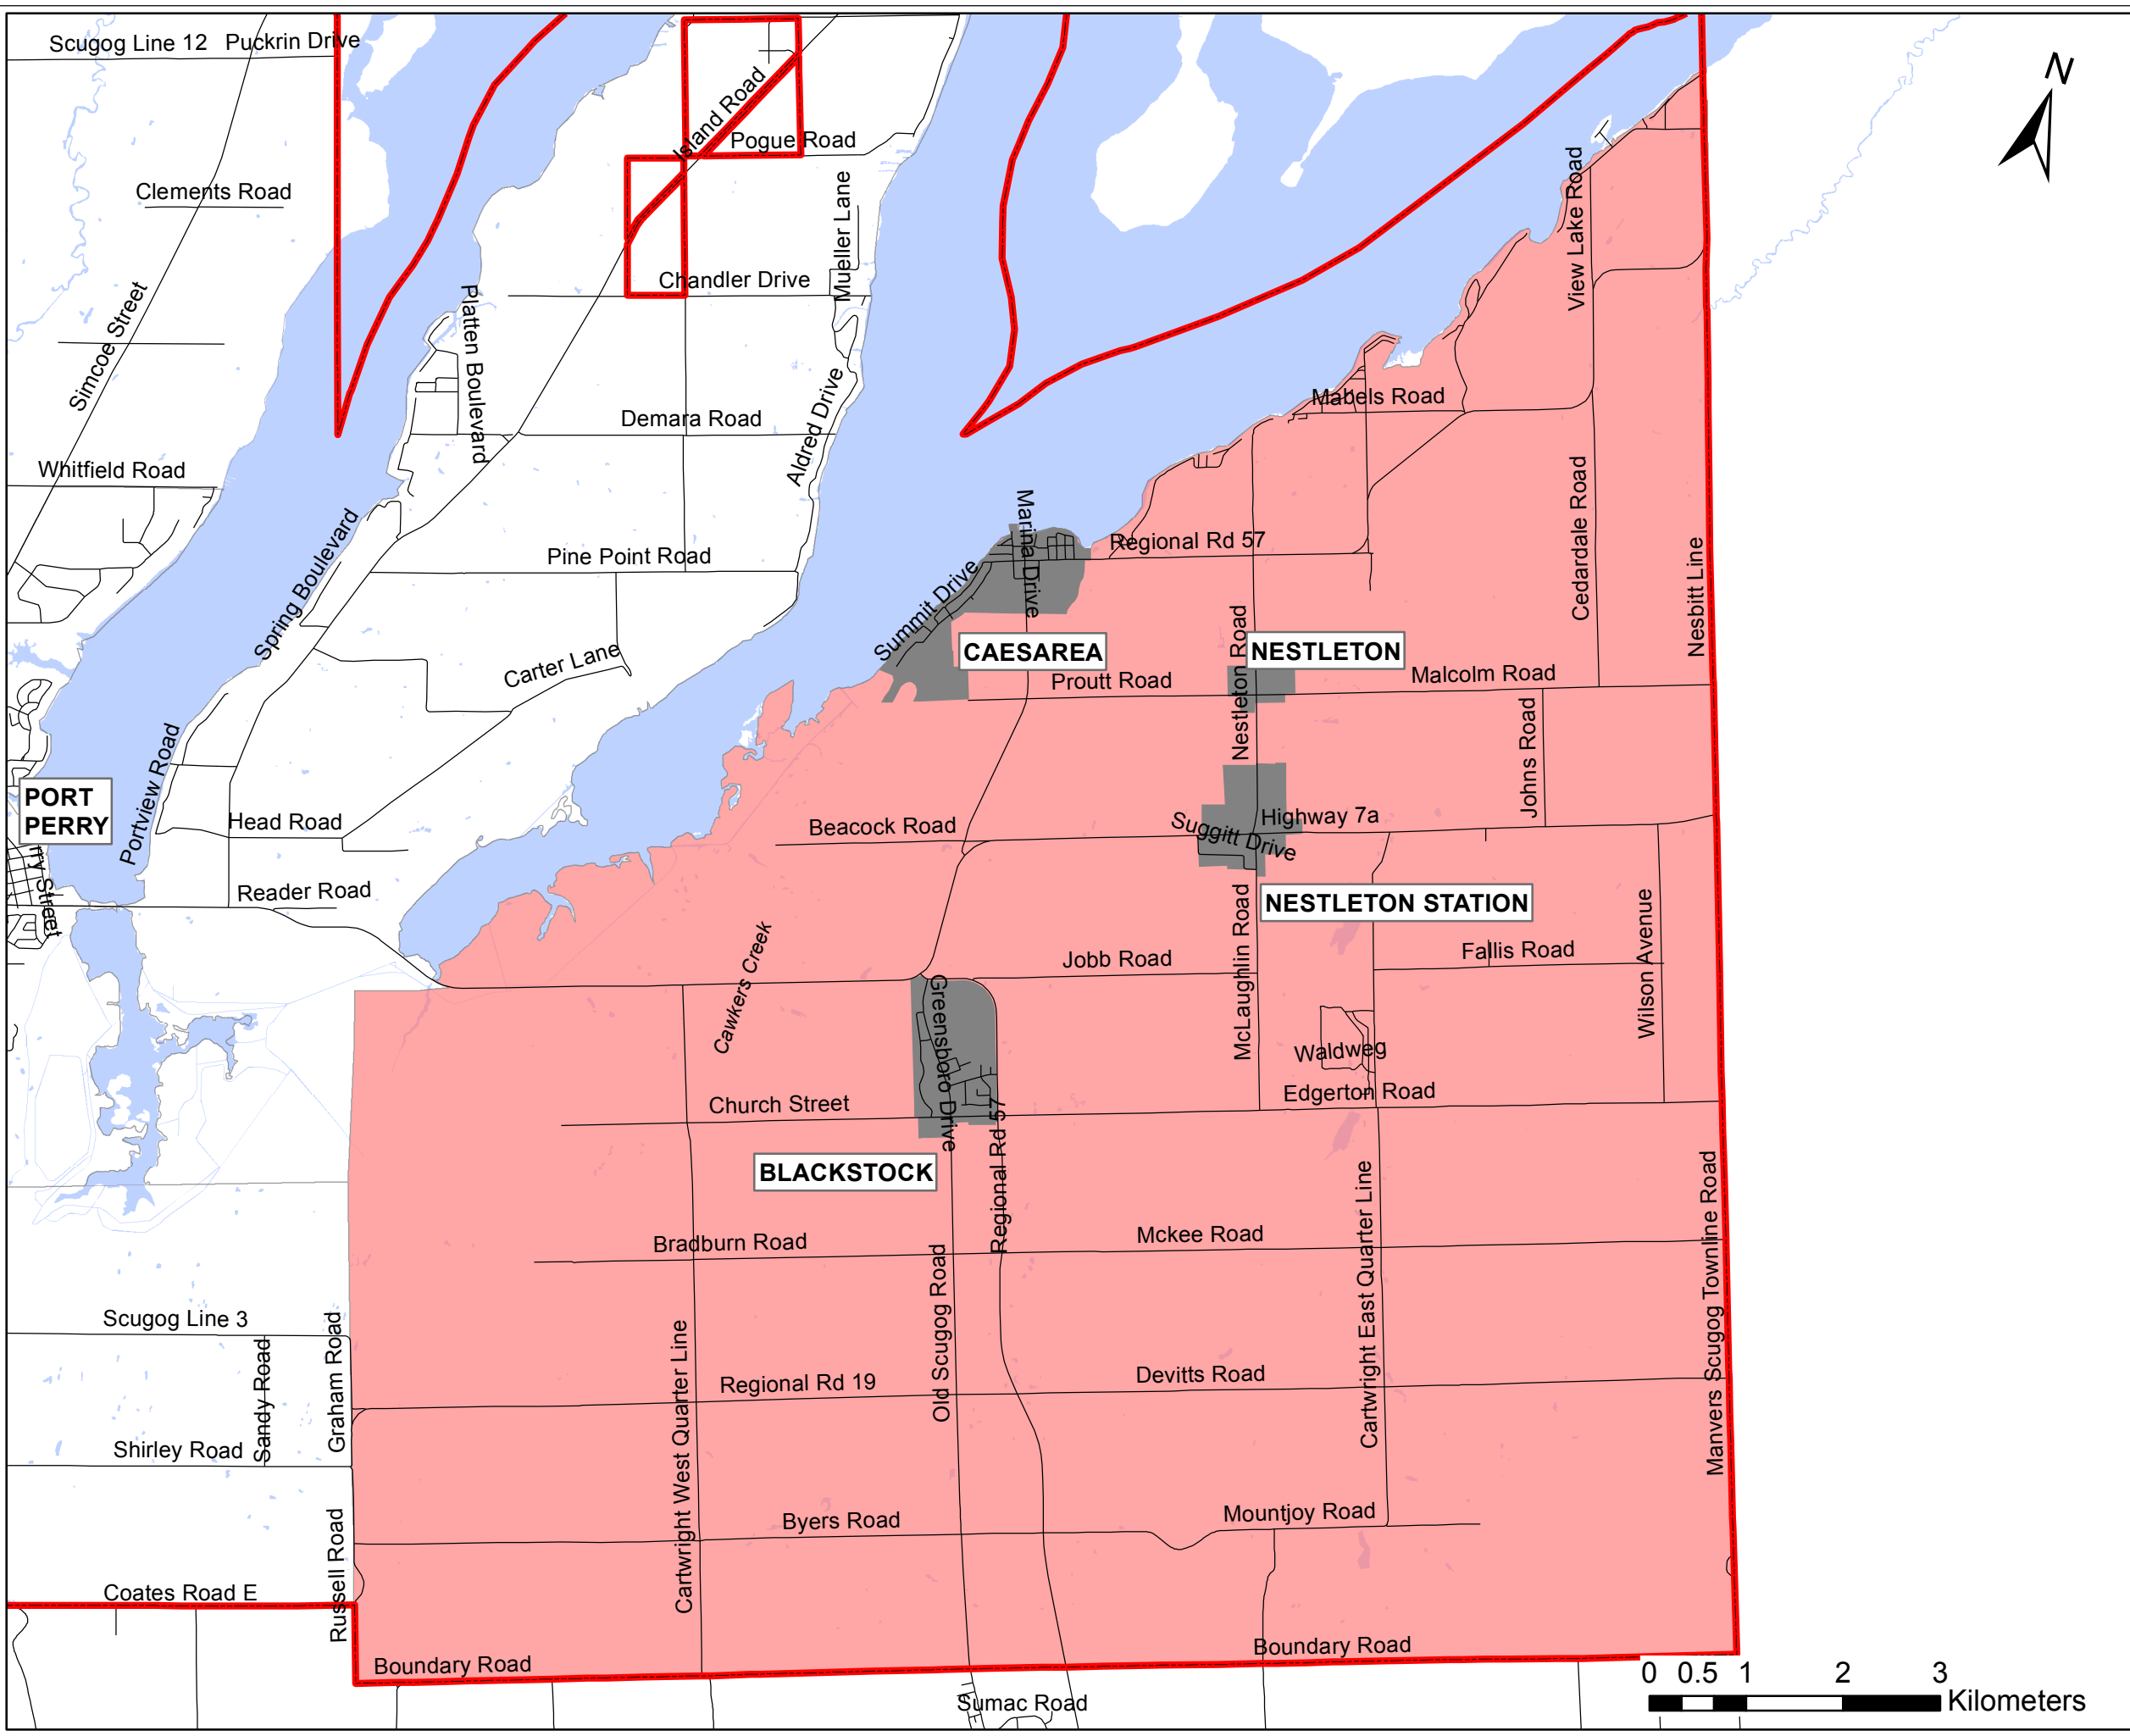 Scugog Line 12
Puckrin Drive
N
Island Road
Clements Road
Pogue Road
Mueller Lane
View Lake Road
Chandler Drive
Simcoe Street
Platten Boulevard
Aldred Drive
Demara Road
Mabels Road
Whitfield Road
Cedardale Road
Marina Drive
Spring Boulevard
Pine Point Road
Regional Rd 57
Nesbitt Line
Summit Drive
Nestleton Road
CAESAREA
NESTLETON
Carter Lane
Proutt Road
Malcolm Road
Johns Road
Portview Road
PORT
PERRY
Head Road
Beacock Road
Highway 7a
Suggitt Drive
rry Street
Reader Road
NESTLETON STATION
McLaughlin Road
Wilson Avenue
Cawkers Creek
Jobb Road
Fallis Road
Greensboro Drive
Waldweg
Edgerton Road
Church Street
Regional Rd 57
BLACKSTOCK
Manvers Scugog Townline Road
Cartwright East Quarter Line
Bradburn Road
Mckee Road
Old Scugog Road
Scugog Line 3
Sandy Road
Graham Road
Cartwright West Quarter Line
Regional Rd 19
Devitts Road
Shirley Road
Byers Road
Mountjoy Road
Russell Road
Coates Road E
Boundary Road
Boundary Road
Sumac Road
0 0.5 1 2 3
Kilometers